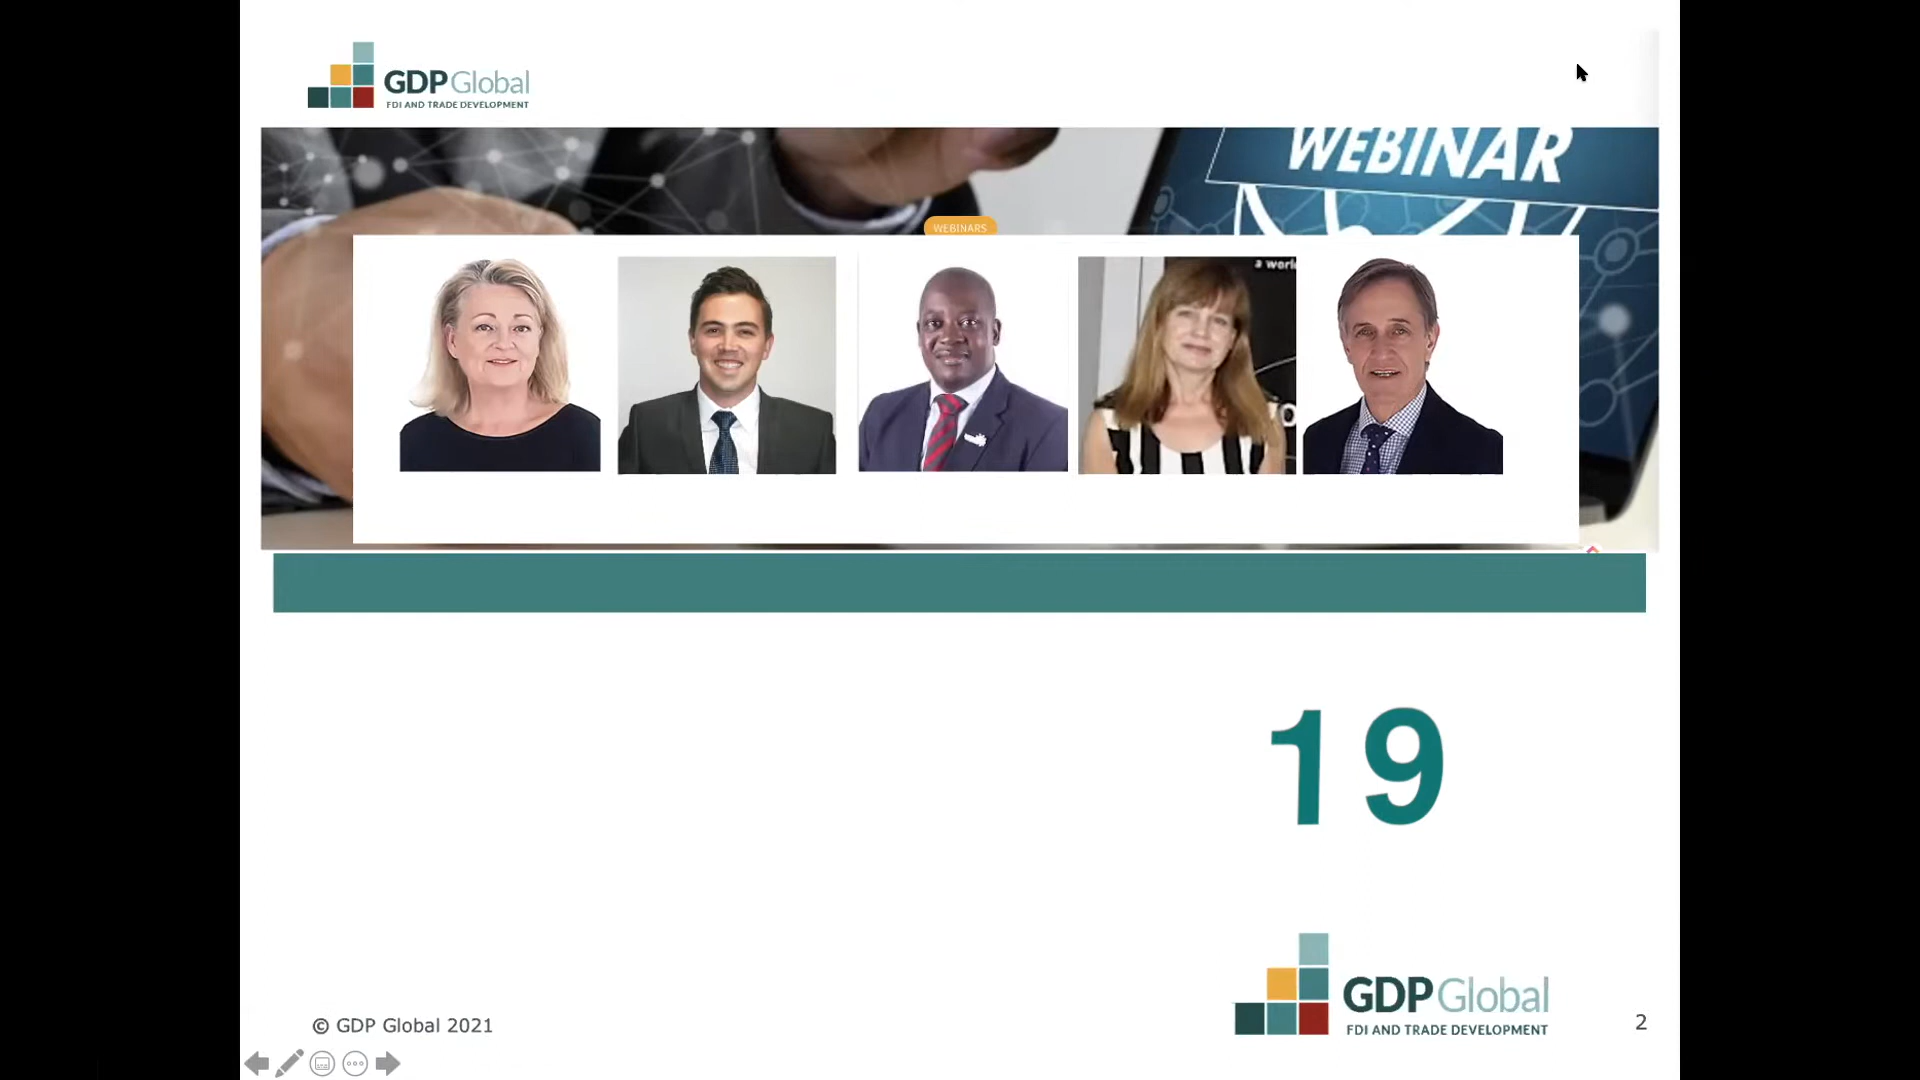 GDP Global
FDI AND TRADE DEVELOPMENT
WEBINAR
WEBINARS
a worl
19
GDP Global
FDI AND TRADE DEVELOPMENT
© GDP Global 2021
2